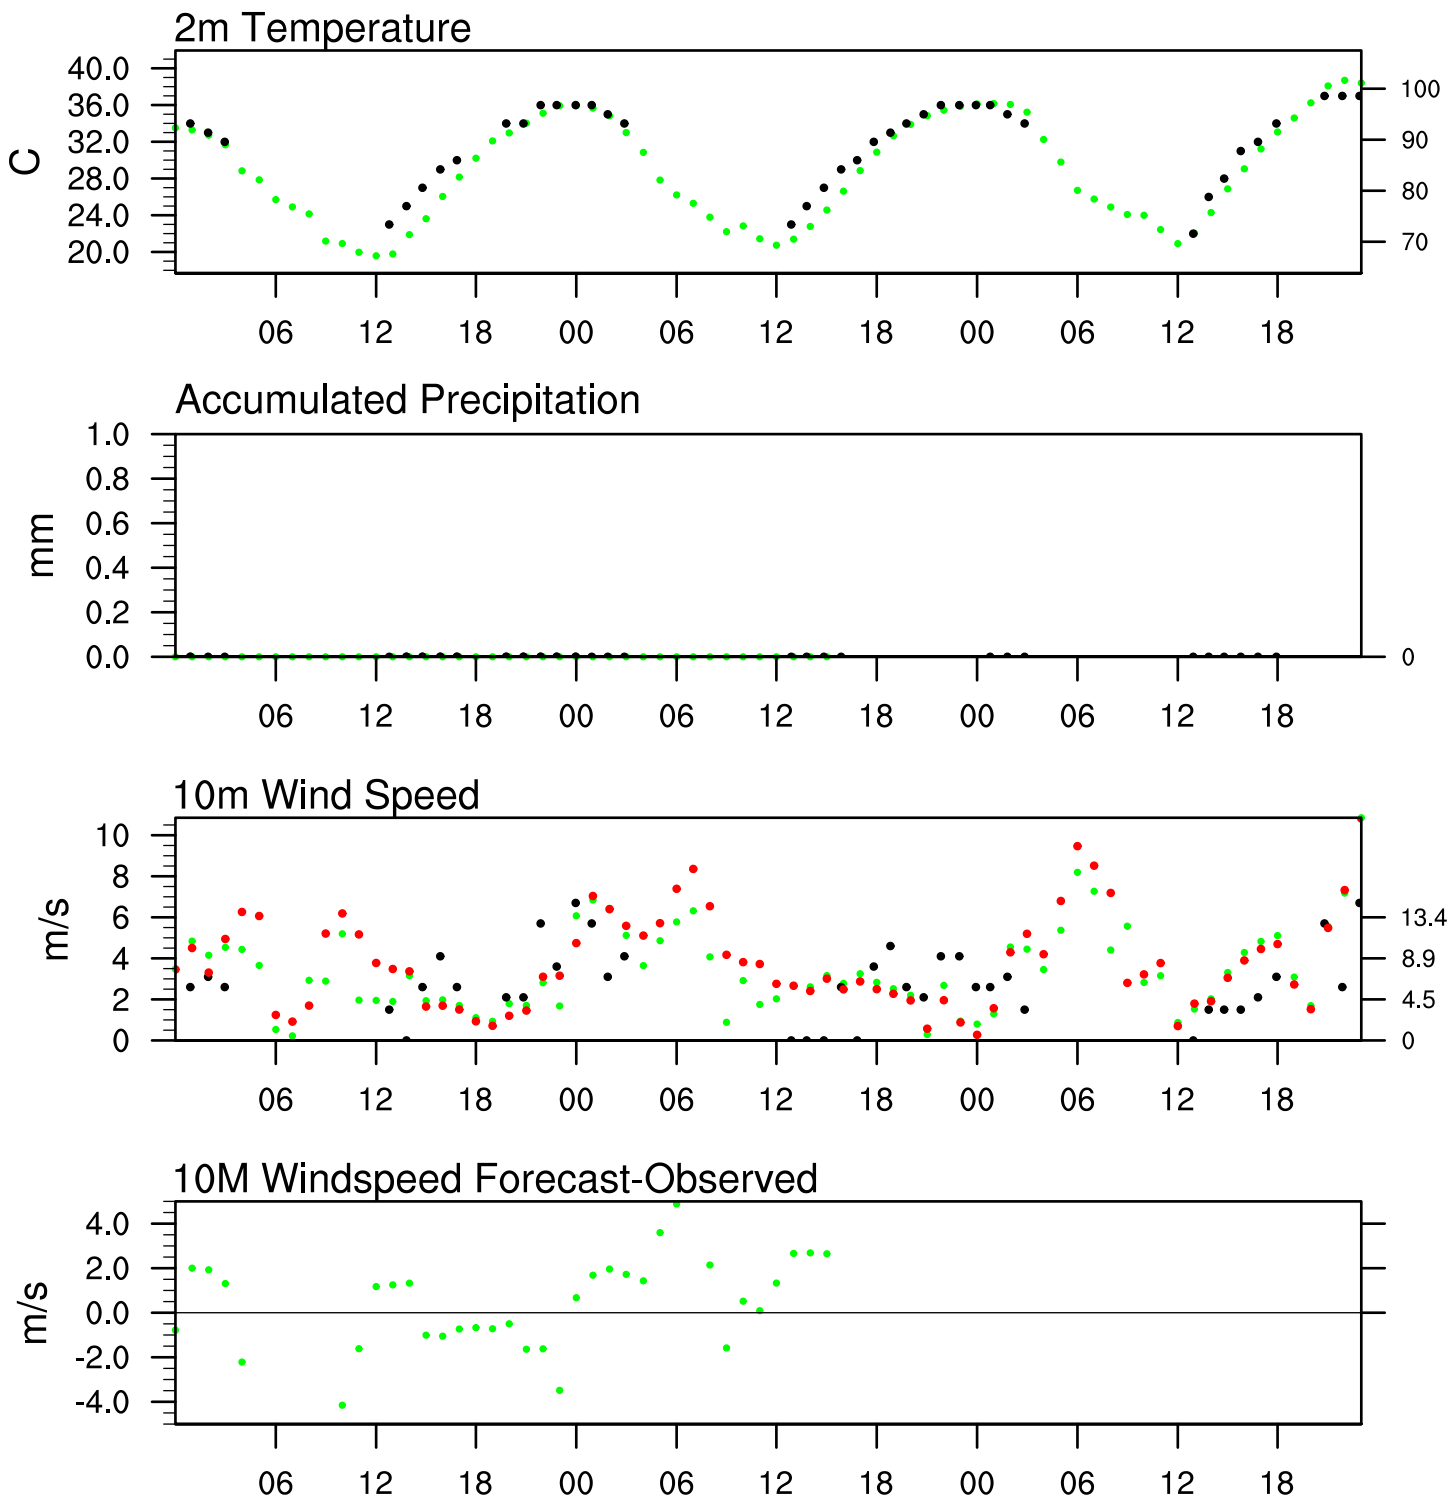 2m Temperature
40.0
36.0
32.0
28.0
24.0
20.0
C
100
90
80
70
06 12 18 00 06 12 18 00 06 12 18
Accumulated Precipitation
1.0
0.8
0.6
0.4
0.2
0.0
mm
0
06 12 18 00 06 12 18 00 06 12 18
10m Wind Speed
10
8
6
4
2
0
m/s
13.4
8.9
4.5
0
06 12 18 00 06 12 18 00 06 12 18
10M Windspeed Forecast-Observed
4.0
2.0
0.0
-2.0
-4.0
m/s
06 12 18 00 06 12 18 00 06 12 18